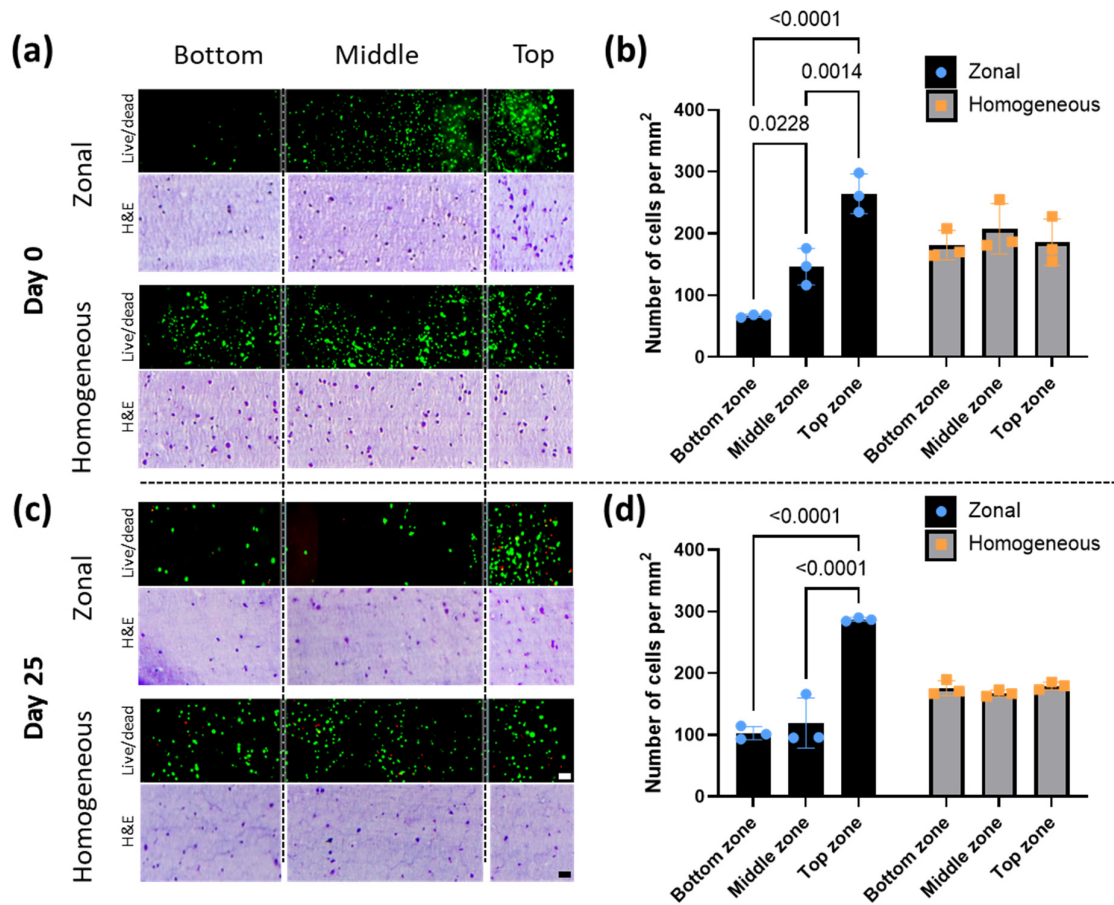 (a)
Bottom
Middle
Top
Day 0
Zonal
Live/dead
H&E
Homogeneous
Live/dead
H&E
(b)
<0.0001
0.0014
0.0228
Zonal
Homogeneous
Number of cells per mm²
400
300
200
100
0
Bottom zone
Middle zone
Top zone
Bottom zone
Middle zone
Top zone
(c)
Day 25
Zonal
Live/dead
H&E
Homogeneous
Live/dead
H&E
(d)
<0.0001
<0.0001
Zonal
Homogeneous
Number of cells per mm²
400
300
200
100
0
Bottom zone
Middle zone
Top zone
Bottom zone
Middle zone
Top zone